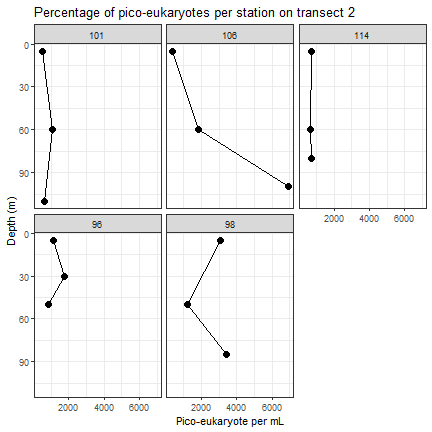 Percentage of pico-eukaryotes per station on transect 2
101 106 114
0
30
60
90
2000 4000 6000
96 98
0
30
60
90
2000 4000 6000 2000 4000 6000
Depth (m)
Pico-eukaryote per mL